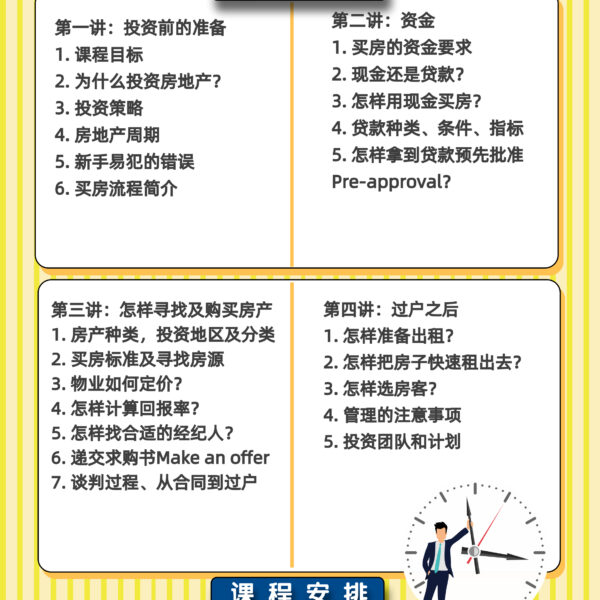 第一讲：投资前的准备
1. 课程目标
2. 为什么投资房地产？
3. 投资策略
4. 房地产周期
5. 新手易犯的错误
6. 买房流程简介
第二讲：资金
1. 买房的资金要求
2. 现金还是贷款？
3. 怎样用现金买房？
4. 贷款种类、条件、指标
5. 怎样拿到贷款预先批准
Pre-approval?
第三讲：怎样寻找及购买房产
1. 房产种类，投资地区及分类
2. 买房标准及寻找房源
3. 物业如何定价？
4. 怎样计算回报率？
5. 怎样找合适的经纪人？
6. 递交求购书Make an offer
7. 谈判过程、从合同到过户
第四讲：过户之后
1. 怎样准备出租？
2. 怎样把房子快速租出去？
3. 怎样选房客？
4. 管理的注意事项
5. 投资团队和计划
课程安排